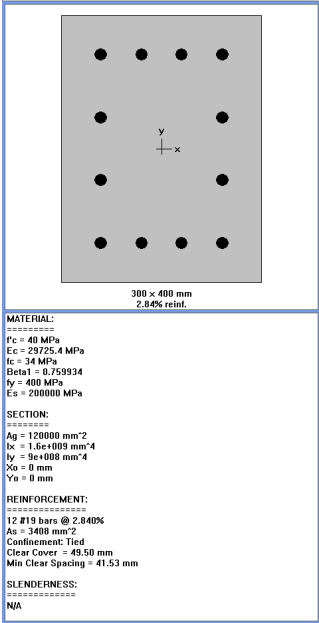 y
x
300 x 400 mm
2.84% reinf.
MATERIAL:
=========
f'c = 40 MPa
Ec = 29725.4 MPa
fc = 34 MPa
Beta1 = 0.759934
fy = 400 MPa
Es = 200000 MPa
SECTION:
========
Ag = 120000 mm^2
Ix = 1.6e+009 mm^4
Iy = 9e+008 mm^4
Xo = 0 mm
Yo = 0 mm
REINFORCEMENT:
===============
12 #19 bars @ 2.840%
As = 3408 mm^2
Confinement: Tied
Clear Cover = 49.50 mm
Min Clear Spacing = 41.53 mm
SLENDERNESS:
=============
N/A